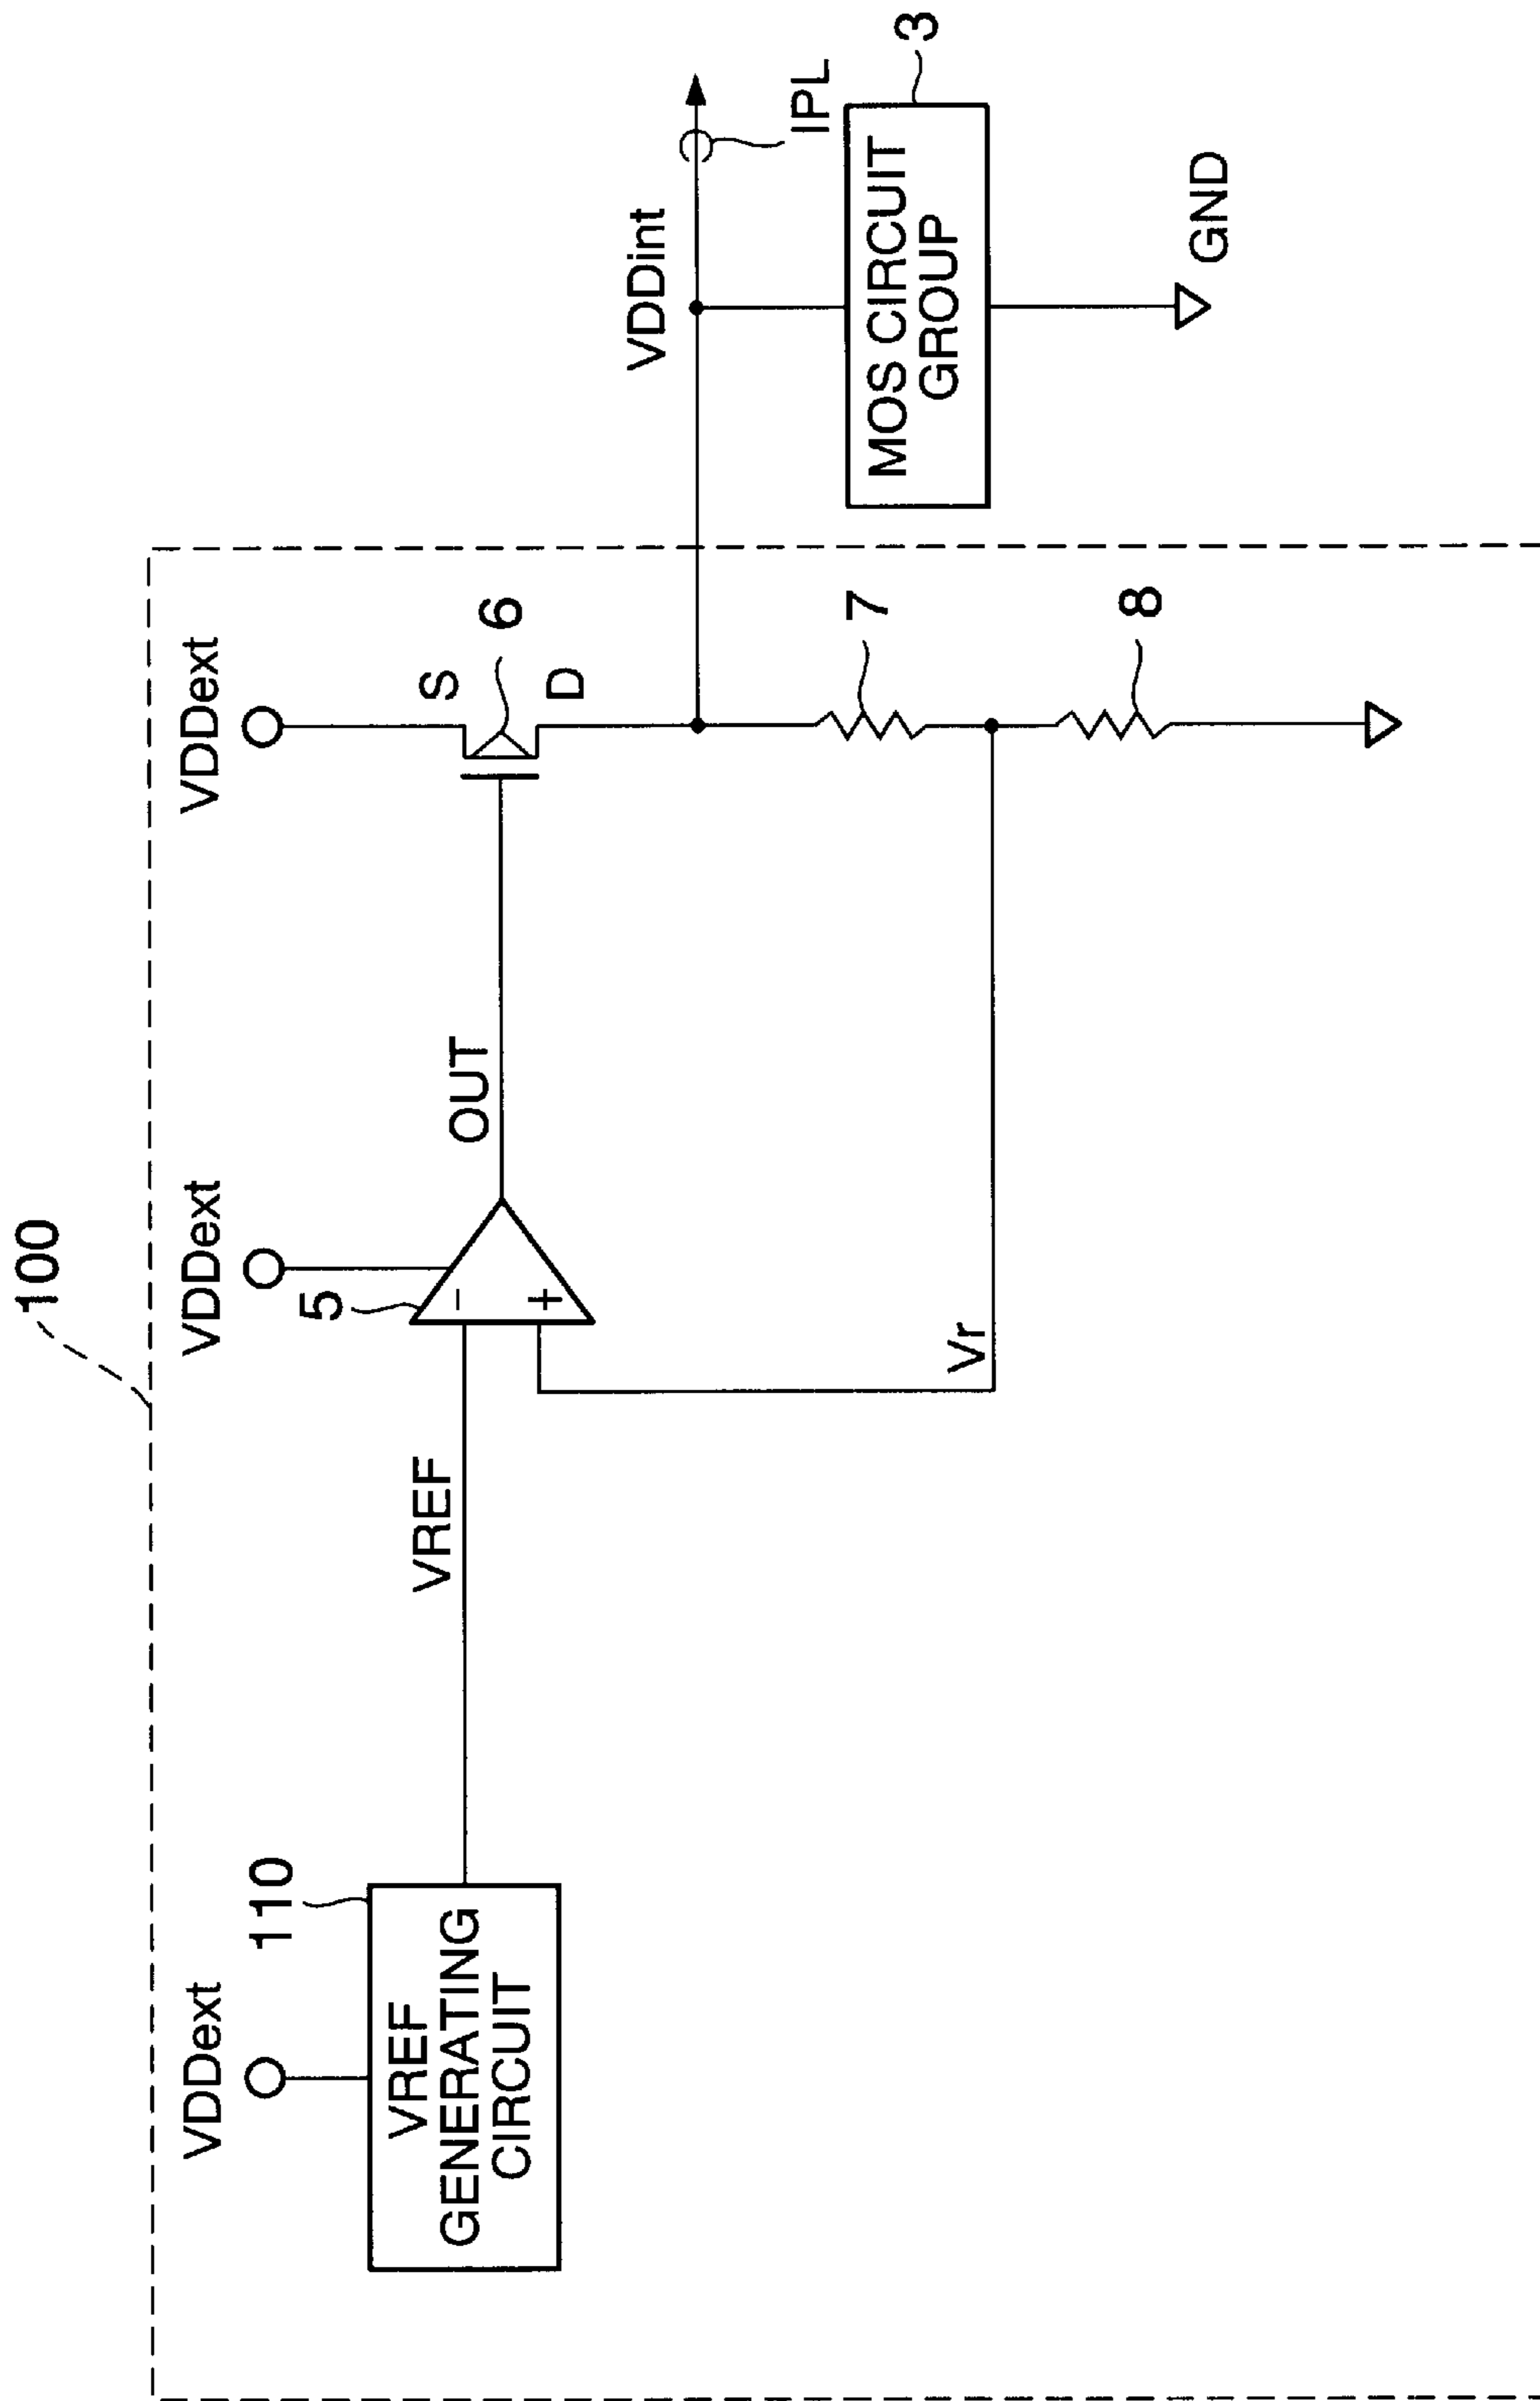 100
VDDext
VDDext
VDDext
110
VREF
GENERATING
CIRCUIT
VREF
5
−
+
OUT
S
6
D
VDDint
IPL
7
Vr
8
MOS CIRCUIT
GROUP
3
GND